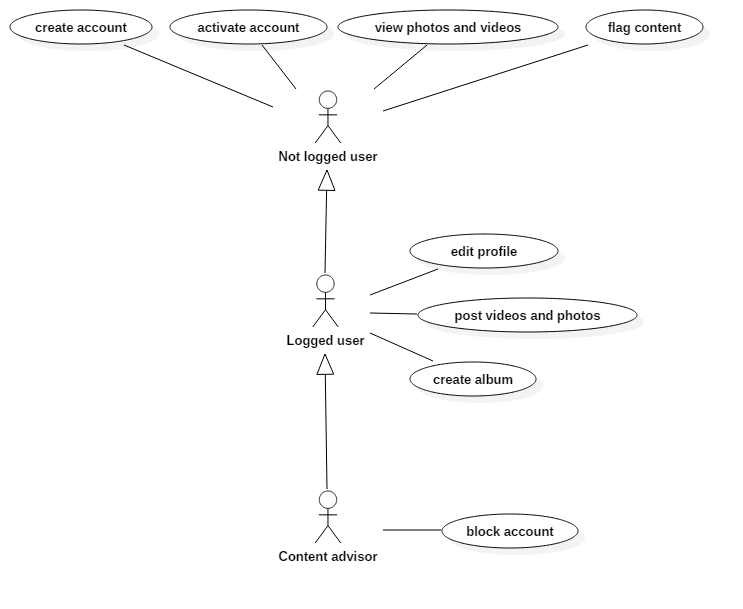 create account
activate account
view photos and videos
flag content
Not logged user
edit profile
post videos and photos
Logged user
create album
block account
Content advisor